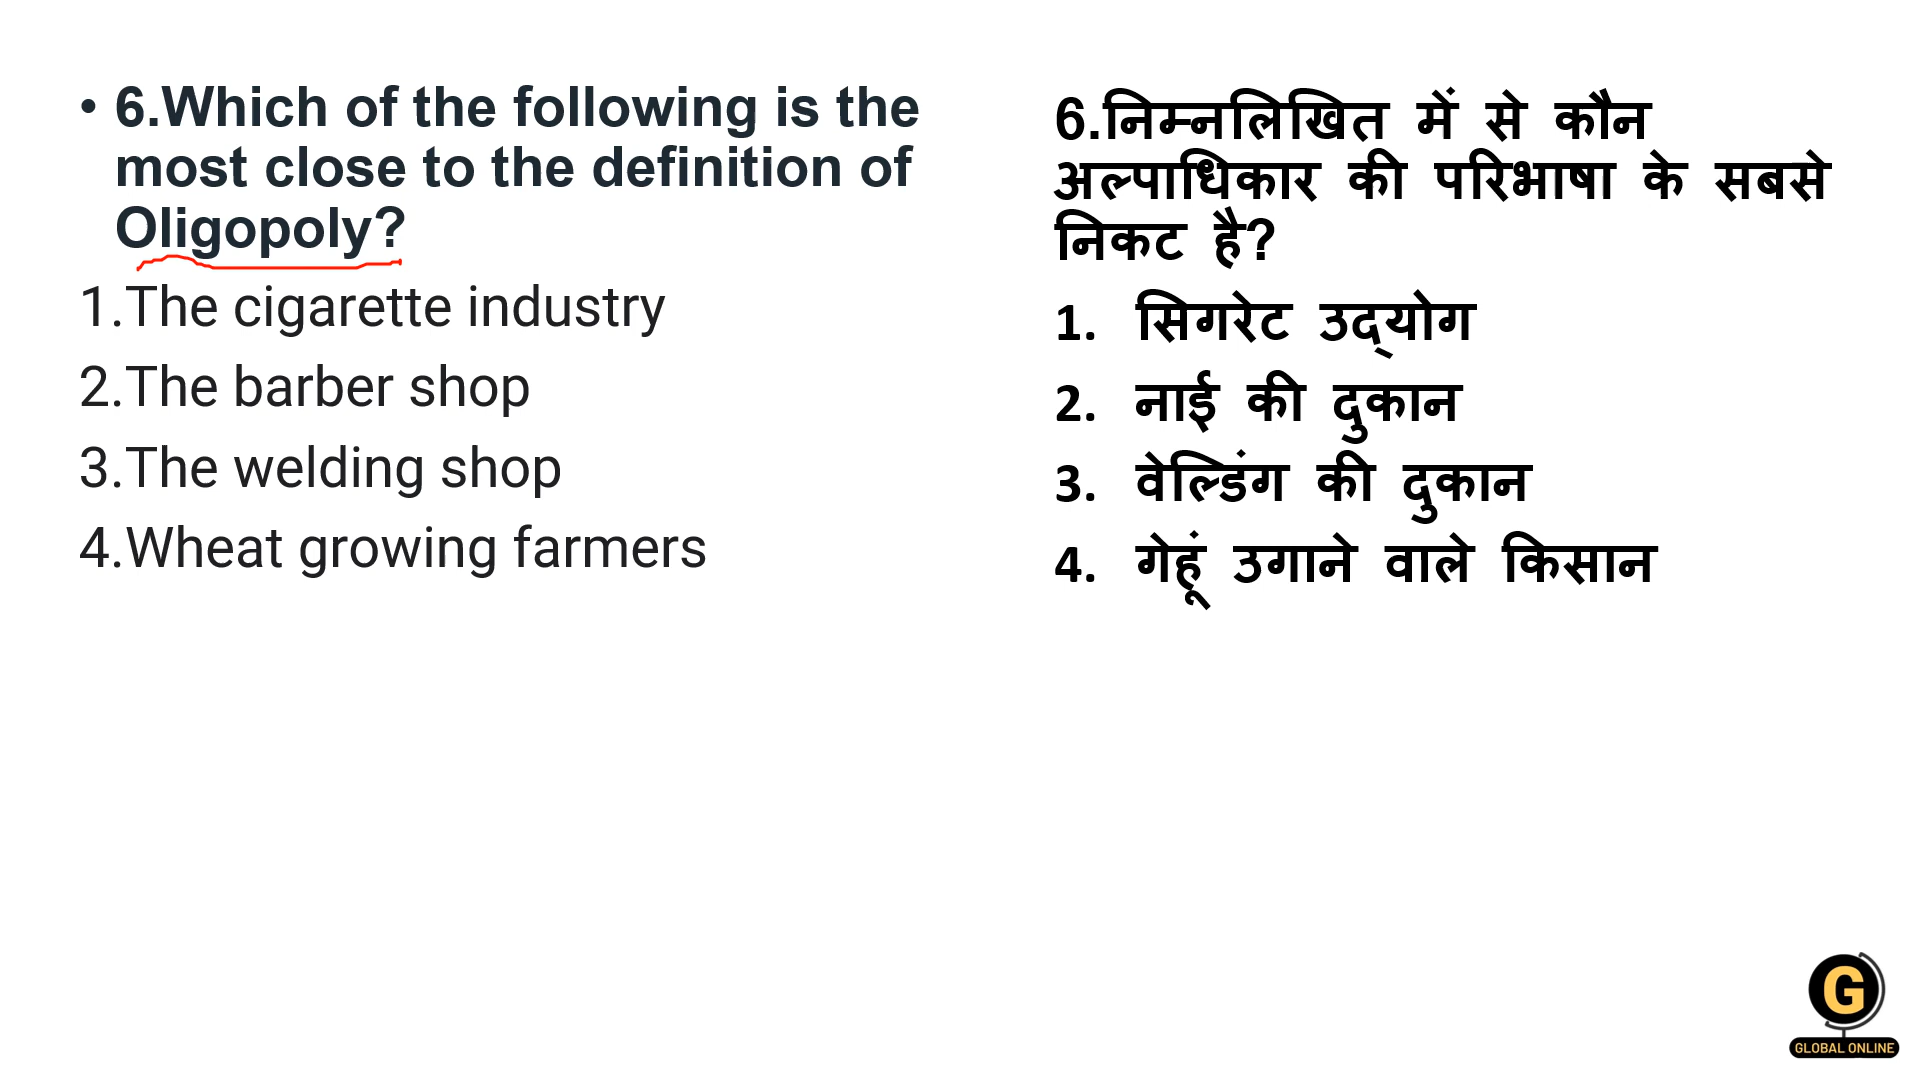 • 6.Which of the following is the
most close to the definition of
Oligopoly?
1.The cigarette industry
2.The barber shop
3.The welding shop
4.Wheat growing farmers
6.निम्नलिखित में से कौन
अल्पाधिकार की परिभाषा के सबसे
निकट है?
1. सिगरेट उद्योग
2. नाई की दुकान
3. वेल्डिंग की दुकान
4. गेहूं उगाने वाले किसान
G
GLOBAL ONLINE